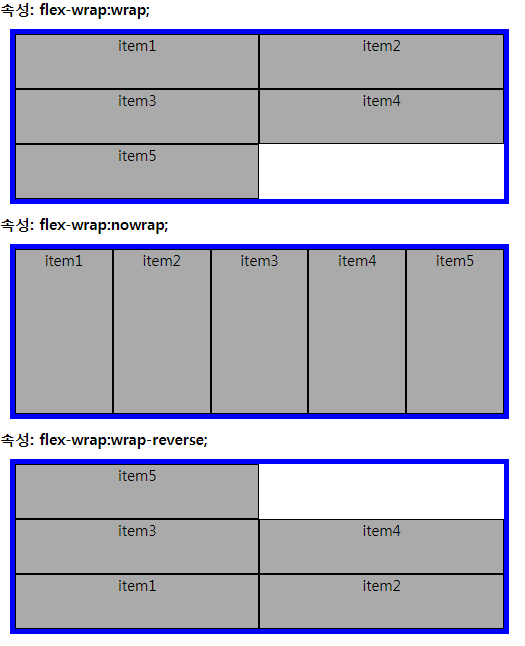 속성: flex-wrap:wrap;
item1 item2
item3 item4
item5
속성: flex-wrap:nowrap;
item1 item2 item3 item4 item5
속성: flex-wrap:wrap-reverse;
item5
item3 item4
item1 item2